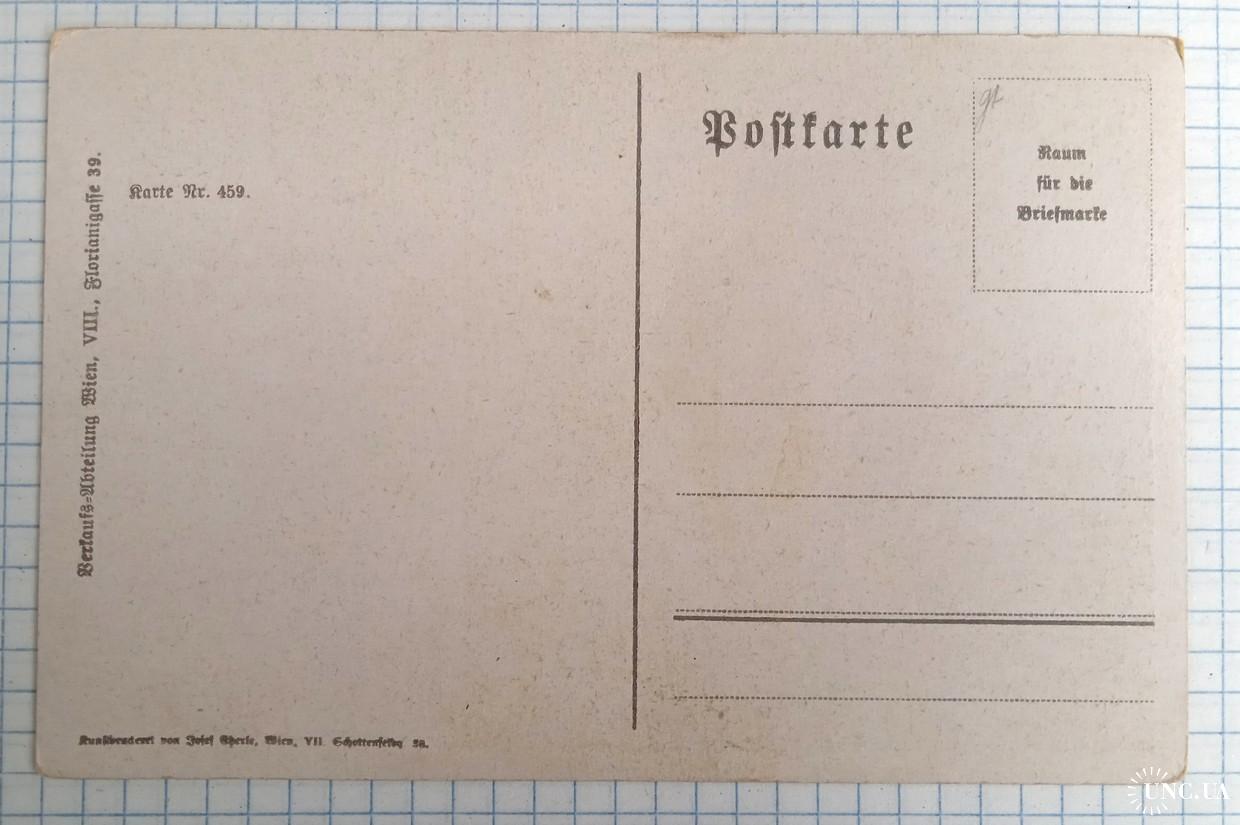 Verkaufs-Abteilung Wien, VIII., Florianigasse 39.
Karte Nr. 459.
Kunstdruckerei von Josef Eberle, Wien, VII. Schottenfeldg. 38.
Postkarte
Raum
für die
Briefmarke
UNC.UA